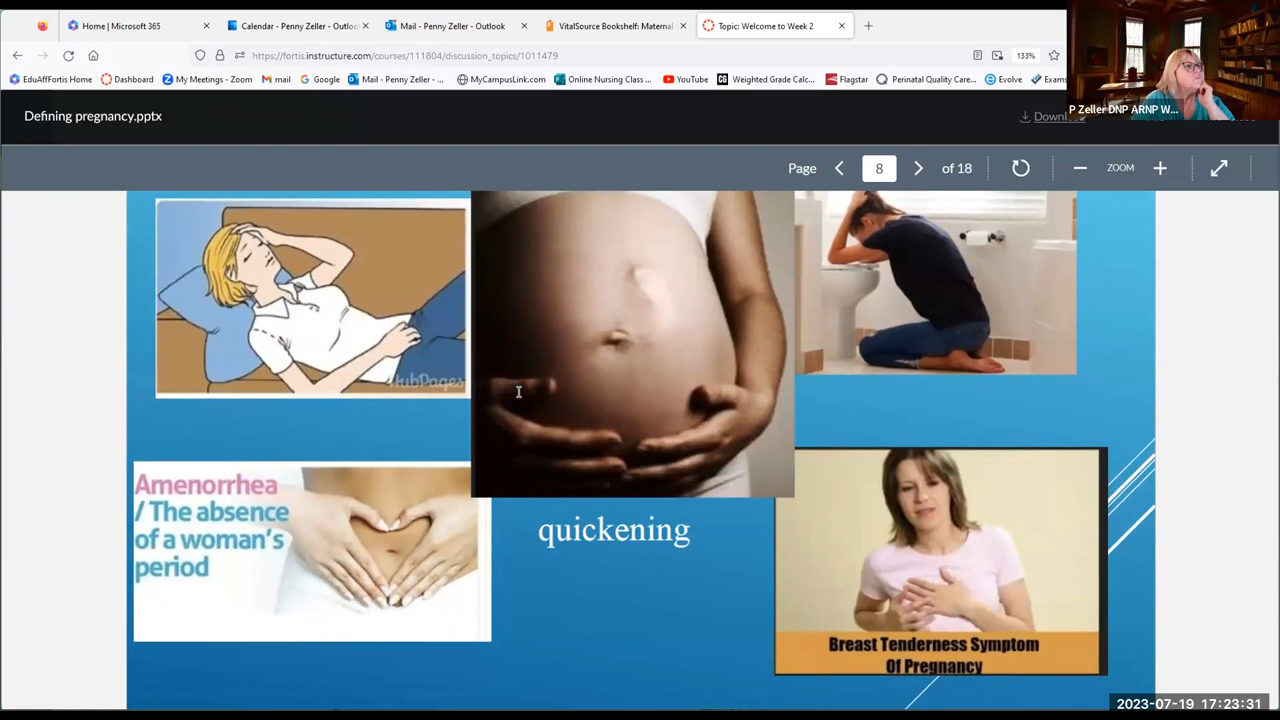 Home | Microsoft 365
Calendar - Penny Zeller - Outloo
Mail - Penny Zeller - Outlook
VitalSource Bookshelf: Maternal
Topic: Welcome to Week 2
https://fortis.instructure.com/courses/111804/discussion_topics/1011479
133%
EduAffFortis Home
Dashboard
My Meetings - Zoom
mail
Google
Mail - Penny Zeller - ...
MyCampusLink.com
Online Nursing Class ...
YouTube
Weighted Grade Calc...
Flagstar
Perinatal Quality Care...
Evolve
Exams
P Zeller DNP ARNP W...
Defining pregnancy.pptx
Downl
Page
8
of 18
ZOOM
HubPages
Amenorrhea
/ The absence
of a woman's
period
quickening
Breast Tenderness Symptom
Of Pregnancy
2023-07-19 17:23:31